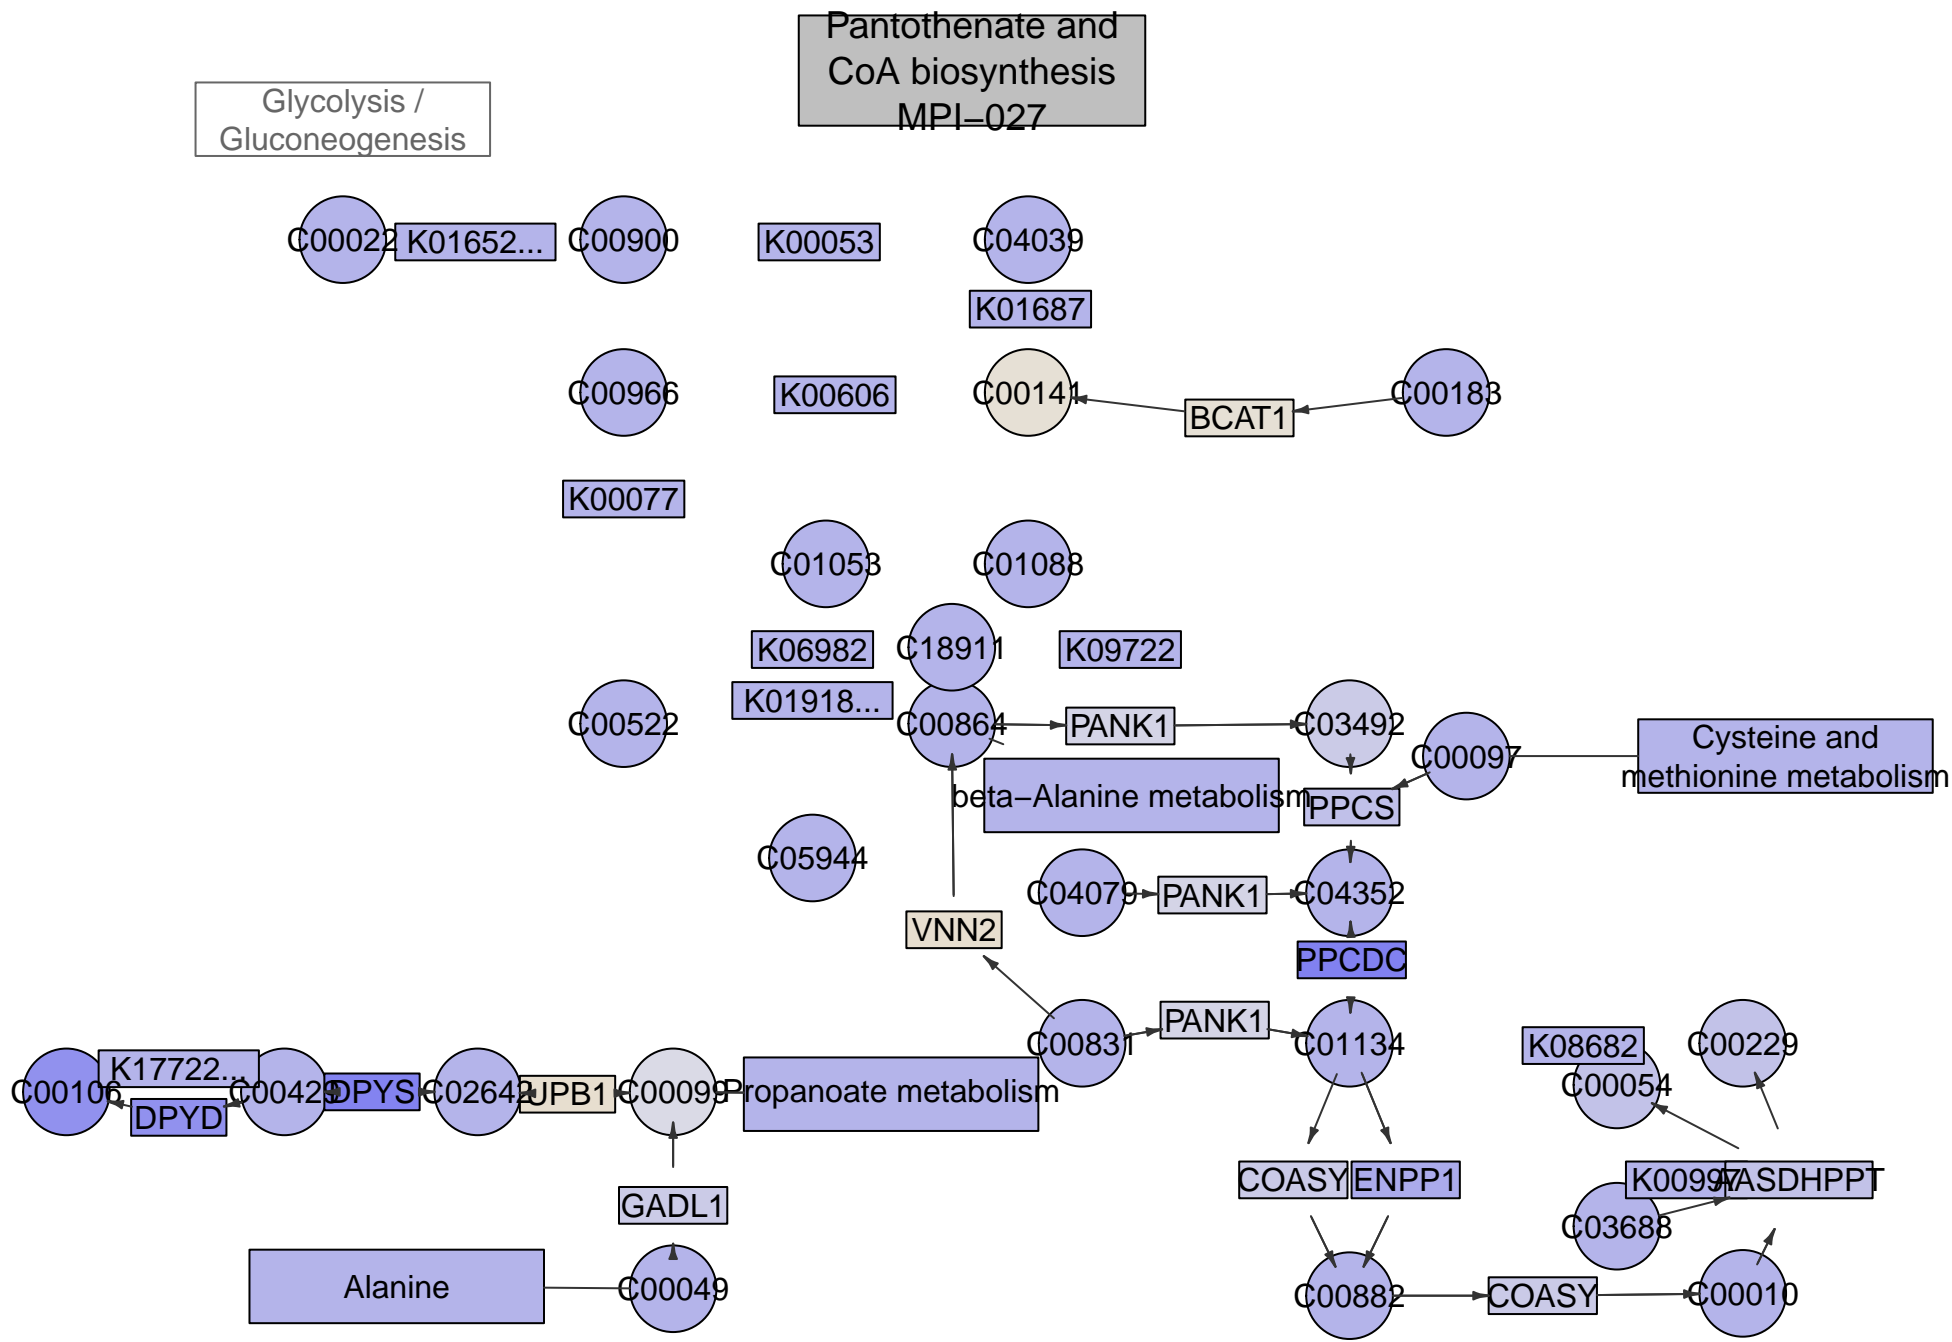 Pantothenate and
CoA biosynthesis
MPI−027
Glycolysis /
Gluconeogenesis
C00022
K01652...
C00900
K00053
C04039
K01687
C00966
K00606
C00141
BCAT1
C00183
K00077
C01053
C01088
K06982
C18911
K09722
K01918...
C00522
C00864
PANK1
C03492
C00097
Cysteine and
methionine metabolism
beta−Alanine metabolism
PPCS
C05944
C04079
PANK1
C04352
VNN2
PPCDC
PANK1
C00831
C01134
K08682
C00229
C00054
K17722...
C00106
DPYD
C00429
DPYS
C02642
UPB1
C00099
Propanoate metabolism
COASY
ENPP1
K00997
AASDHPPT
GADL1
C03688
Alanine
C00049
C00882
COASY
C00010